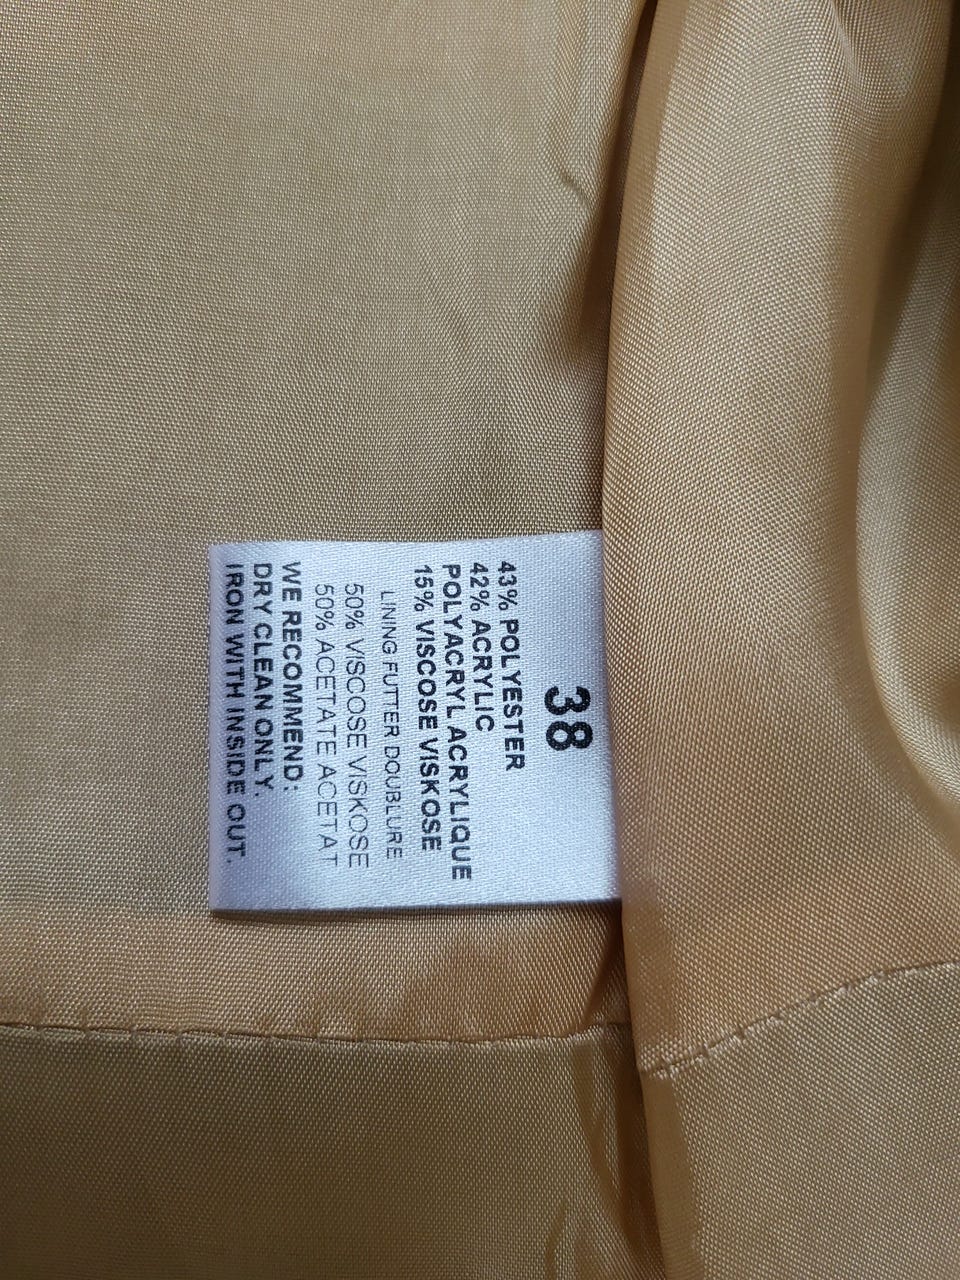 38
43% POLYESTER
42% ACRYLIC
POLYACRYL ACRYLIQUE
15% VISCOSE VISKOSE
LINING FUTTER DOUBLURE
50% VISCOSE VISKOSE
50% ACETATE ACETAT
WE RECOMMEND:
DRY CLEAN ONLY.
IRON WITH INSIDE OUT.